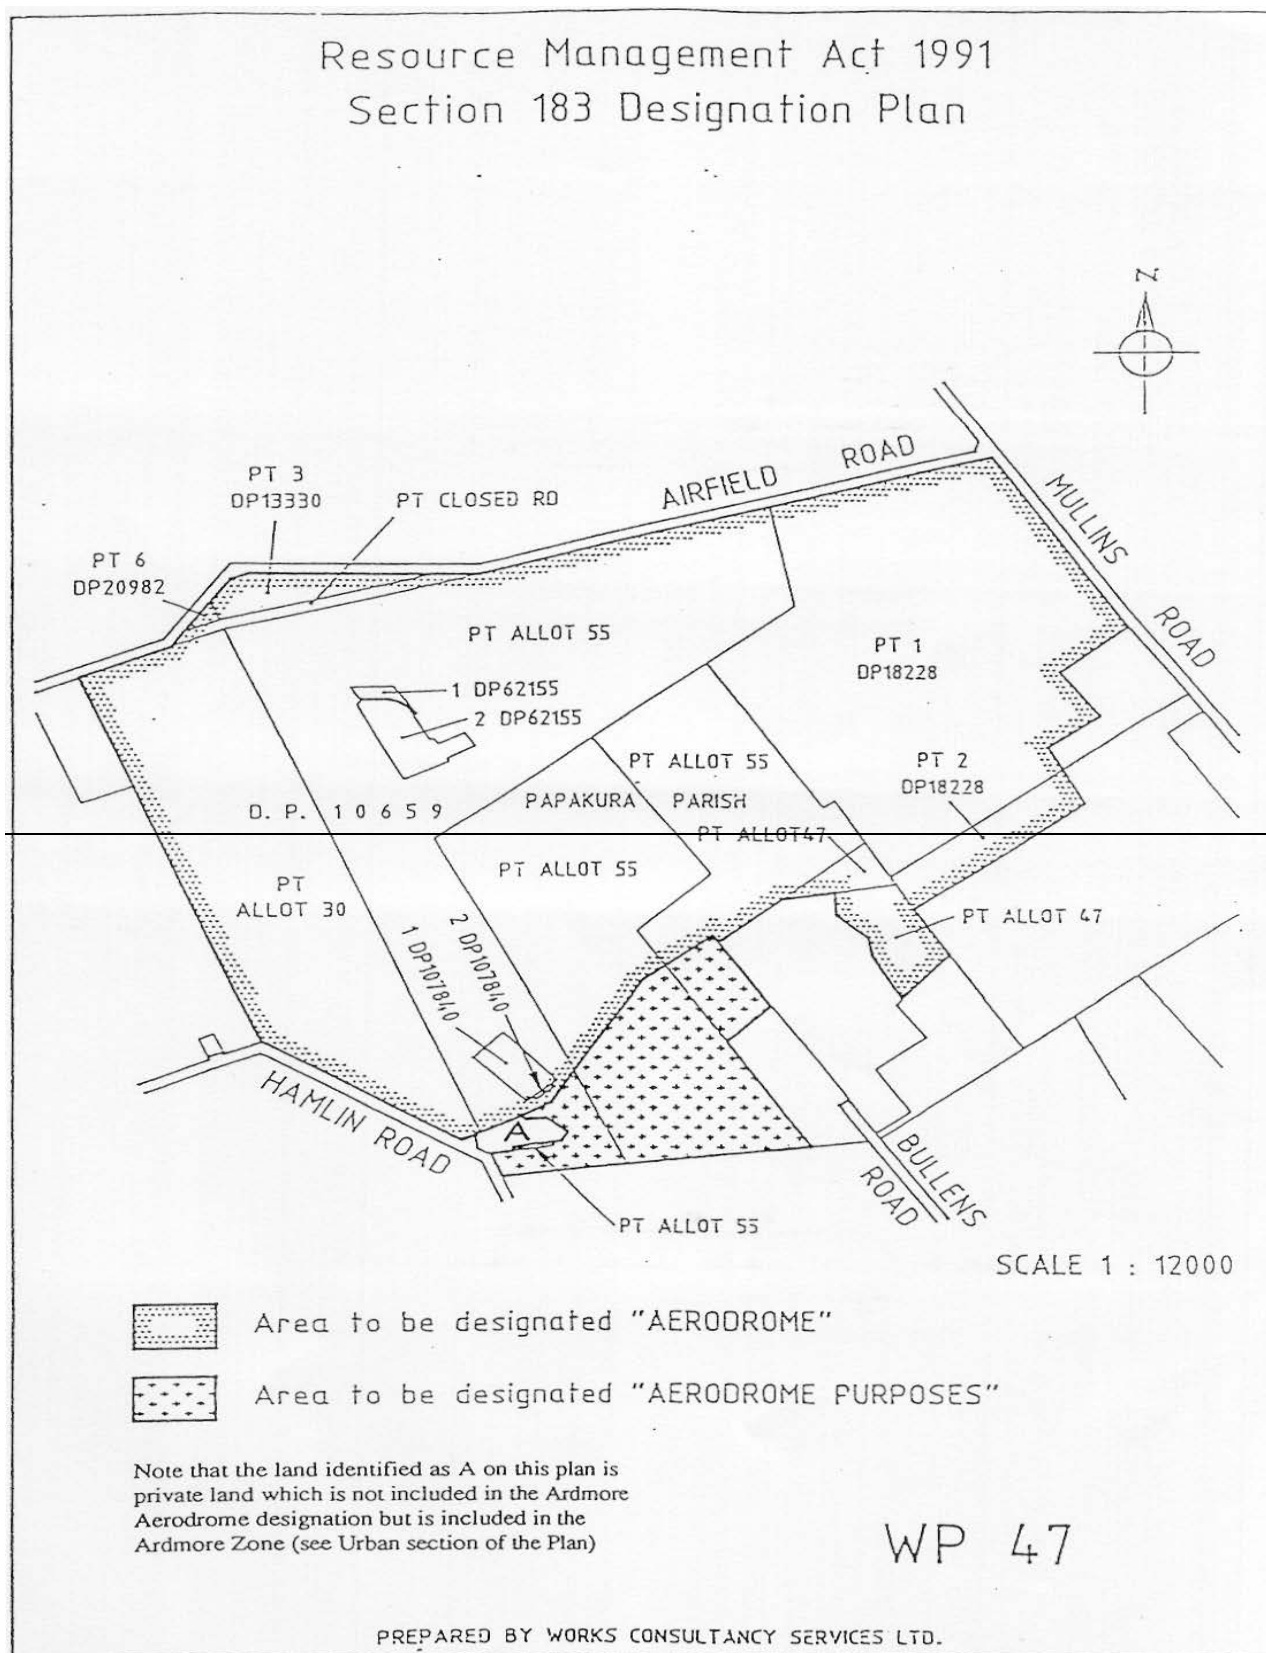 Resource Management Act 1991
Section 183 Designation Plan
N
AIRFIELD ROAD
MULLINS ROAD
PT 3
DP13330
PT CLOSED RD
PT 6
DP20982
PT ALLOT 55
PT 1
DP18228
1 DP62155
2 DP62155
PT ALLOT 55
PT 2
DP18228
PAPAKURA PARISH
D. P. 10659
PT ALLOT47
PT ALLOT 55
PT
ALLOT 30
PT ALLOT 47
2 DP107840
1 DP107840
HAMLIN ROAD
A
BULLENS
ROAD
PT ALLOT 55
SCALE 1 : 12000
Area to be designated "AERODROME"
Area to be designated "AERODROME PURPOSES"
Note that the land identified as A on this plan is
private land which is not included in the Ardmore
Aerodrome designation but is included in the
Ardmore Zone (see Urban section of the Plan)
WP 47
PREPARED BY WORKS CONSULTANCY SERVICES LTD.